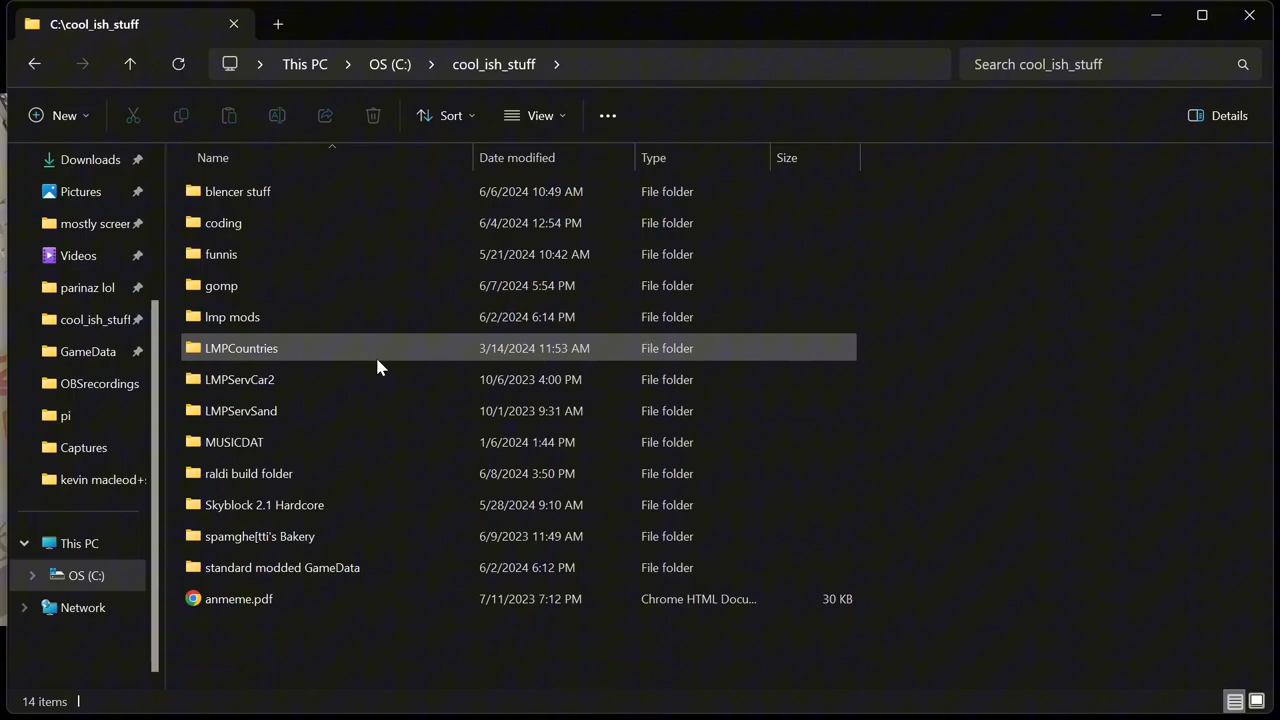 C:\cool_ish_stuff
This PC > OS (C:) > cool_ish_stuff >
Search cool_ish_stuff
New Sort View ••• Details
Name Date modified Type Size
Downloads
Pictures
mostly screer
Videos
parinaz lol
cool_ish_stuff
GameData
OBSrecordings
pi
Captures
kevin macleod+s
This PC
OS (C:)
Network
blencer stuff 6/6/2024 10:49 AM File folder
coding 6/4/2024 12:54 PM File folder
funnis 5/21/2024 10:42 AM File folder
gomp 6/7/2024 5:54 PM File folder
lmp mods 6/2/2024 6:14 PM File folder
LMPCountries 3/14/2024 11:53 AM File folder
LMPServCar2 10/6/2023 4:00 PM File folder
LMPServSand 10/1/2023 9:31 AM File folder
MUSICDAT 1/6/2024 1:44 PM File folder
raldi build folder 6/8/2024 3:50 PM File folder
Skyblock 2.1 Hardcore 5/28/2024 9:10 AM File folder
spamghe[tti's Bakery 6/9/2023 11:49 AM File folder
standard modded GameData 6/2/2024 6:12 PM File folder
anmeme.pdf 7/11/2023 7:12 PM Chrome HTML Docu... 30 KB
14 items